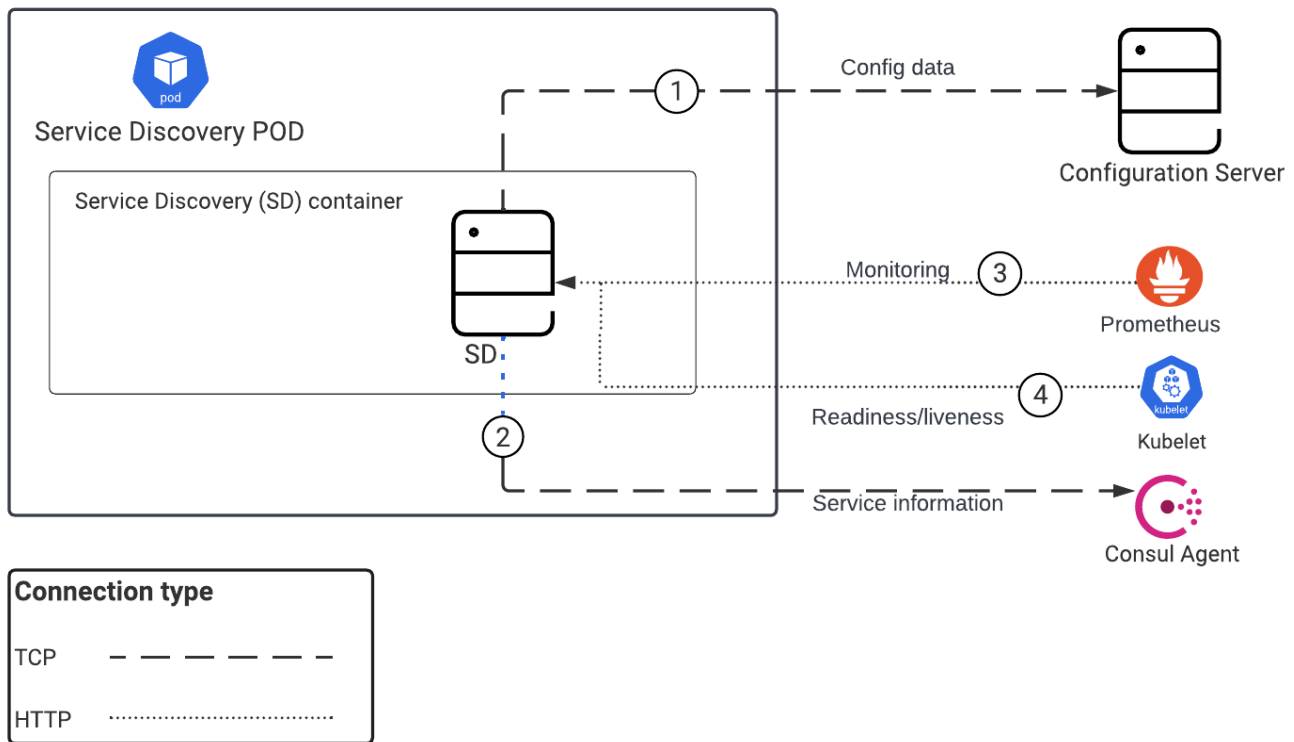 pod
Service Discovery POD
Service Discovery (SD) container
SD
1
Config data
Configuration Server
Monitoring
3
Prometheus
4
Readiness/liveness
kubelet
Kubelet
2
Service information
Consul Agent
Connection type
TCP
HTTP